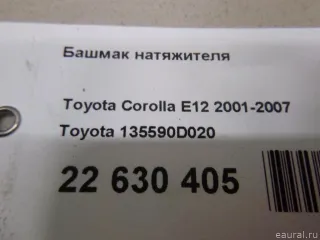 Башмак натяжителя
Toyota Corolla E12 2001-2007
Toyota 135590D020
22 630 405
eaural.ru